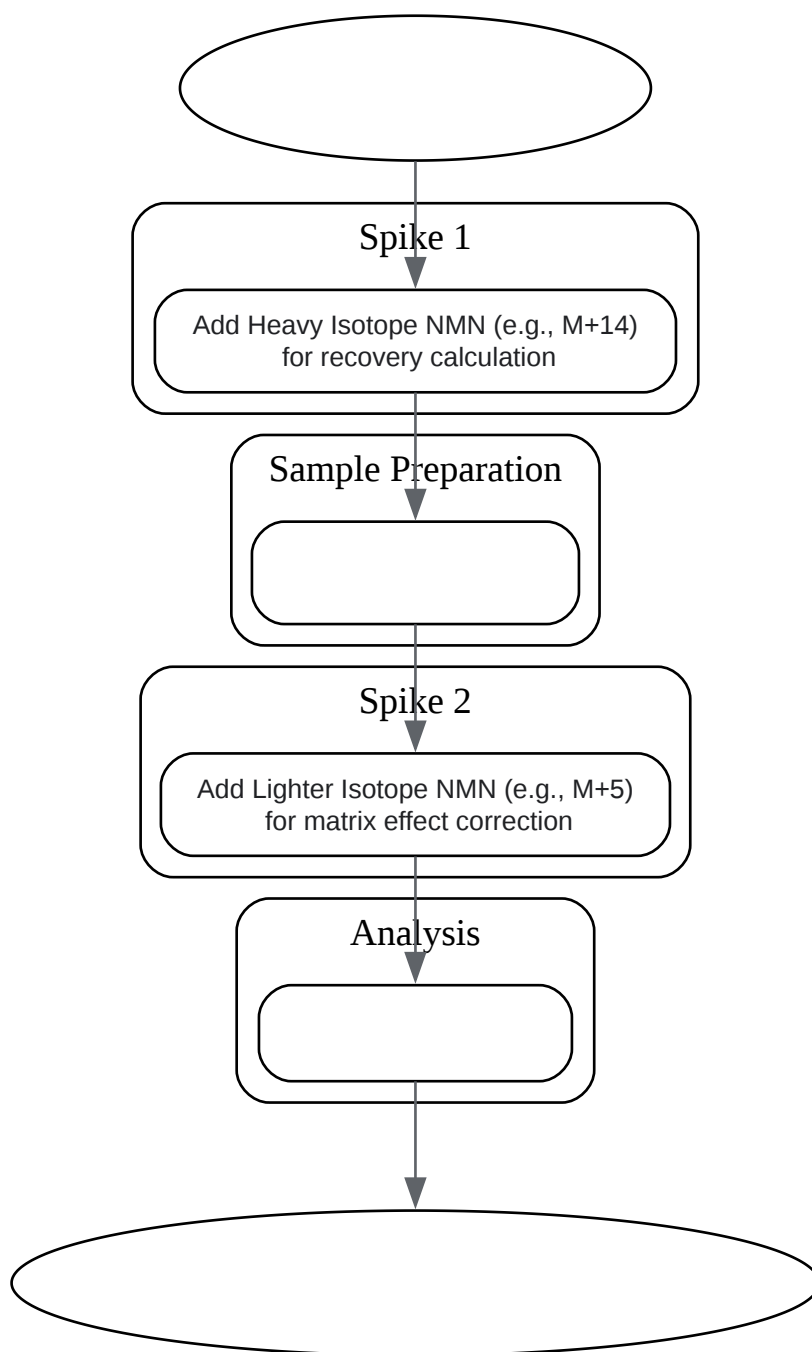 Spike 1
Add Heavy Isotope NMN (e.g., M+14)
for recovery calculation
Sample Preparation
Spike 2
Add Lighter Isotope NMN (e.g., M+5)
for matrix effect correction
Analysis